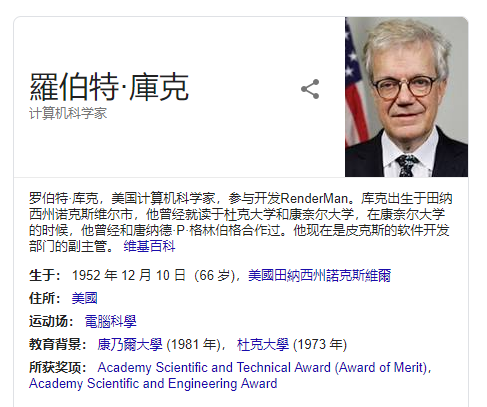 羅伯特·庫克
计算机科学家
罗伯特·库克，美国计算机科学家，参与开发RenderMan。库克出生于田纳
西州诺克斯维尔市，他曾经就读于杜克大学和康奈尔大学，在康奈尔大学
的时候，他曾经和唐纳德·P·格林伯格合作过。他现在是皮克斯的软件开发
部门的副主管。 维基百科
生于： 1952 年 12 月 10 日（66 岁)，美國田納西州諾克斯維爾
住所： 美國
运动场： 電腦科學
教育背景： 康乃爾大學 (1981 年)， 杜克大學 (1973 年)
所获奖项： Academy Scientific and Technical Award (Award of Merit)，
Academy Scientific and Engineering Award